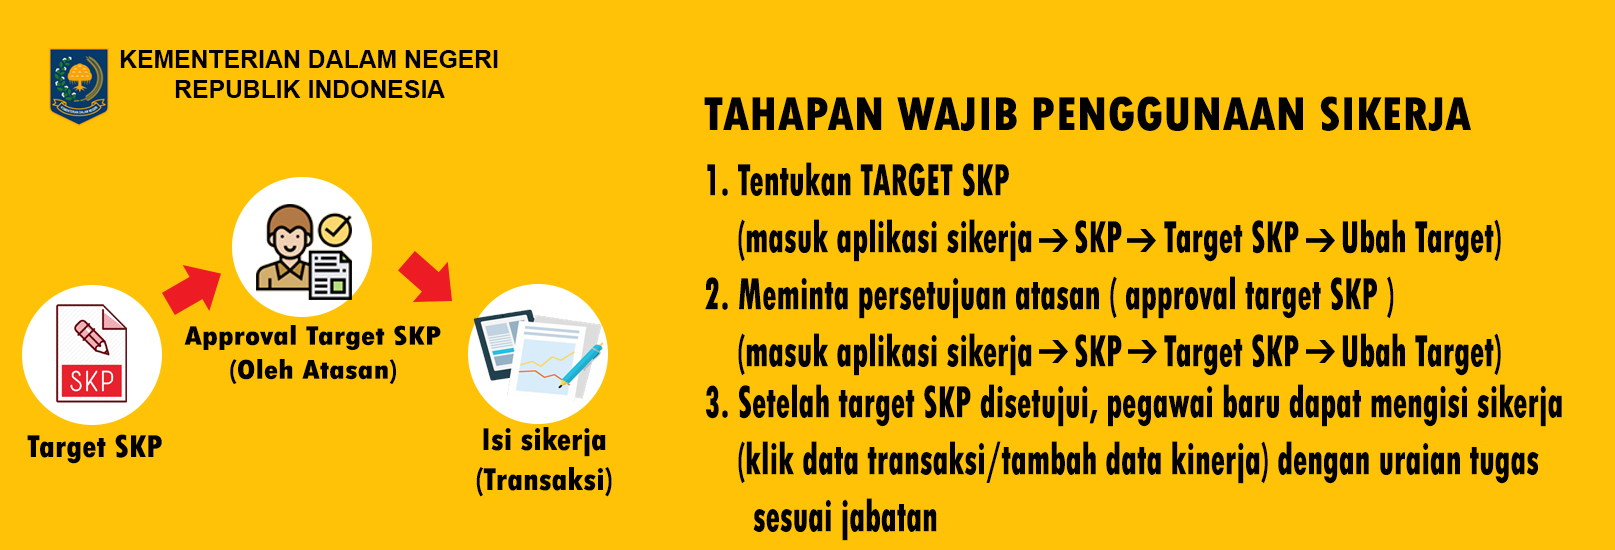 KEMENTERIAN DALAM NEGERI
REPUBLIK INDONESIA
SKP
Target SKP
Approval Target SKP
(Oleh Atasan)
Isi sikerja
(Transaksi)
TAHAPAN WAJIB PENGGUNAAN SIKERJA
1. Tentukan TARGET SKP
(masuk aplikasi sikerja → SKP → Target SKP → Ubah Target)
2. Meminta persetujuan atasan ( approval target SKP )
(masuk aplikasi sikerja → SKP → Target SKP → Ubah Target)
3. Setelah target SKP disetujui, pegawai baru dapat mengisi sikerja
(klik data transaksi/tambah data kinerja) dengan uraian tugas
sesuai jabatan